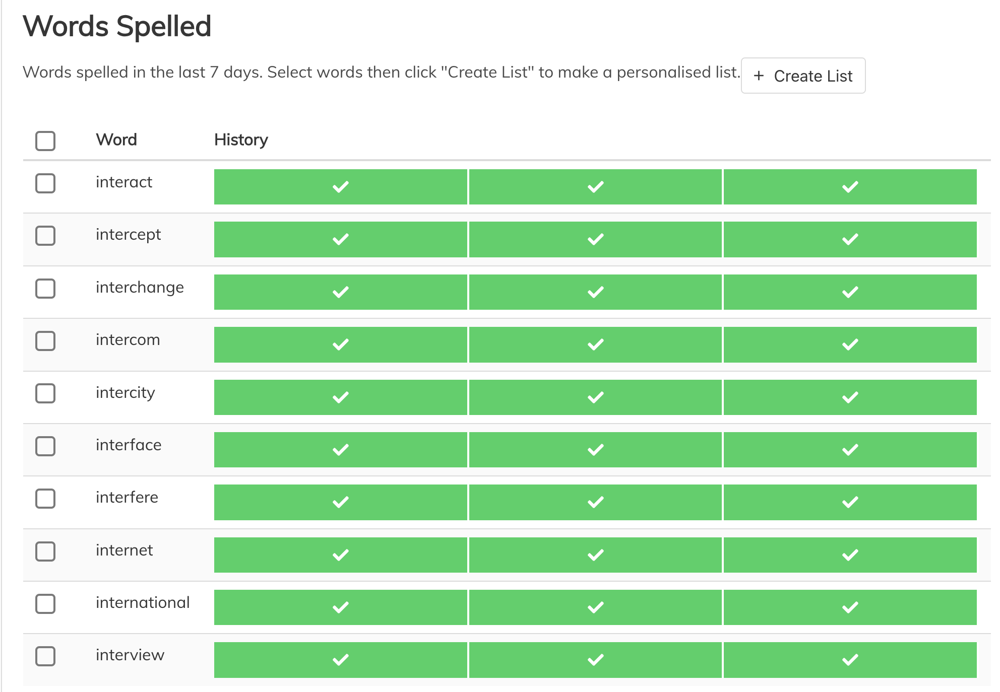 Words Spelled
Words spelled in the last 7 days. Select words then click "Create List" to make a personalised list. + Create List
Word History
interact
intercept
interchange
intercom
intercity
interface
interfere
internet
international
interview